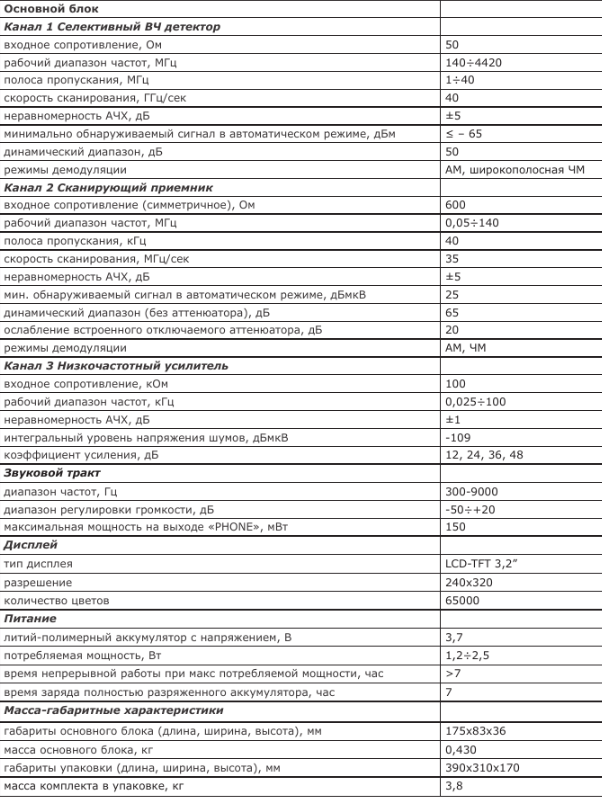 Основной блок
Канал 1 Селективный ВЧ детектор
входное сопротивление, Ом 50
рабочий диапазон частот, МГц 140÷4420
полоса пропускания, МГц 1÷40
скорость сканирования, ГГц/сек 40
неравномерность АЧХ, дБ ±5
минимально обнаруживаемый сигнал в автоматическом режиме, дБм ≤ – 65
динамический диапазон, дБ 50
режимы демодуляции АМ, широкополосная ЧМ
Канал 2 Сканирующий приемник
входное сопротивление (симметричное), Ом 600
рабочий диапазон частот, МГц 0,05÷140
полоса пропускания, кГц 40
скорость сканирования, МГц/сек 35
неравномерность АЧХ, дБ ±5
мин. обнаруживаемый сигнал в автоматическом режиме, дБмкВ 25
динамический диапазон (без аттенюатора), дБ 65
ослабление встроенного отключаемого аттенюатора, дБ 20
режимы демодуляции АМ, ЧМ
Канал 3 Низкочастотный усилитель
входное сопротивление, кОм 100
рабочий диапазон частот, кГц 0,025÷100
неравномерность АЧХ, дБ ±1
интегральный уровень напряжения шумов, дБмкВ -109
коэффициент усиления, дБ 12, 24, 36, 48
Звуковой тракт
диапазон частот, Гц 300-9000
диапазон регулировки громкости, дБ -50÷+20
максимальная мощность на выходе «PHONE», мВт 150
Дисплей
тип дисплея LCD-TFT 3,2”
разрешение 240x320
количество цветов 65000
Питание
литий-полимерный аккумулятор с напряжением, В 3,7
потребляемая мощность, Вт 1,2÷2,5
время непрерывной работы при макс потребляемой мощности, час >7
время заряда полностью разряженного аккумулятора, час 7
Масса-габаритные характеристики
габариты основного блока (длина, ширина, высота), мм 175x83x36
масса основного блока, кг 0,430
габариты упаковки (длина, ширина, высота), мм 390x310x170
масса комплекта в упаковке, кг 3,8